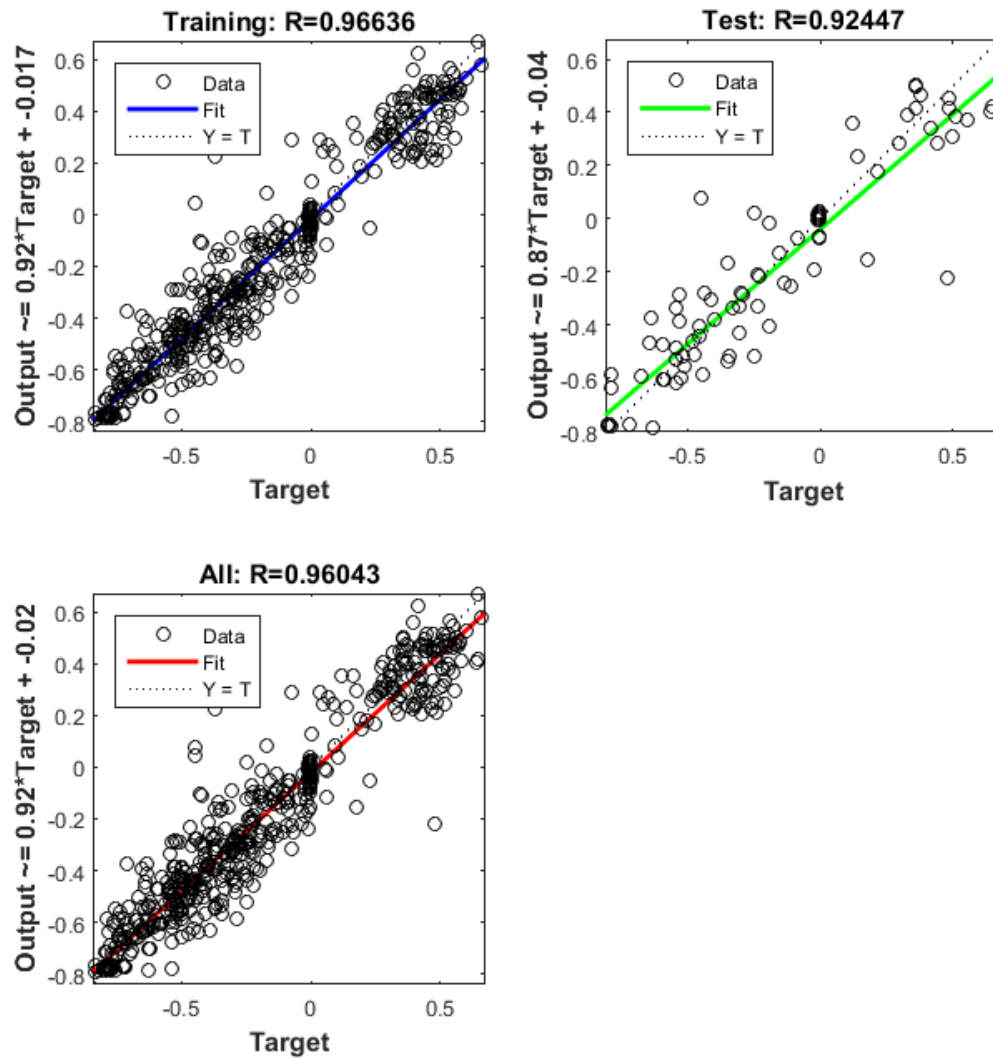 Training: R=0.96636
Output ~= 0.92*Target + -0.017
0.6
0.4
0.2
0
-0.2
-0.4
-0.6
-0.8
Data
Fit
Y = T
-0.5
0
0.5
Target
Test: R=0.92447
Output ~= 0.87*Target + -0.04
0.6
0.4
0.2
0
-0.2
-0.4
-0.6
-0.8
Data
Fit
Y = T
-0.5
0
0.5
Target
All: R=0.96043
Output ~= 0.92*Target + -0.02
0.6
0.4
0.2
0
-0.2
-0.4
-0.6
-0.8
Data
Fit
Y = T
-0.5
0
0.5
Target